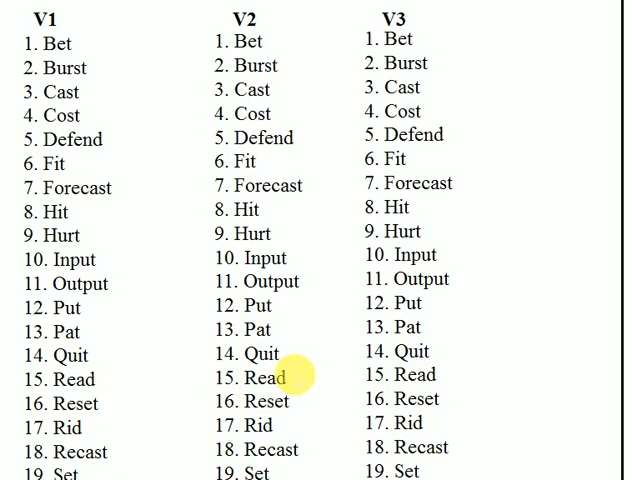 V1 V2 V3
1. Bet 1. Bet 1. Bet
2. Burst 2. Burst 2. Burst
3. Cast 3. Cast 3. Cast
4. Cost 4. Cost 4. Cost
5. Defend 5. Defend 5. Defend
6. Fit 6. Fit 6. Fit
7. Forecast 7. Forecast 7. Forecast
8. Hit 8. Hit 8. Hit
9. Hurt 9. Hurt 9. Hurt
10. Input 10. Input 10. Input
11. Output 11. Output 11. Output
12. Put 12. Put 12. Put
13. Pat 13. Pat 13. Pat
14. Quit 14. Quit 14. Quit
15. Read 15. Read 15. Read
16. Reset 16. Reset 16. Reset
17. Rid 17. Rid 17. Rid
18. Recast 18. Recast 18. Recast
19. Set 19. Set 19. Set